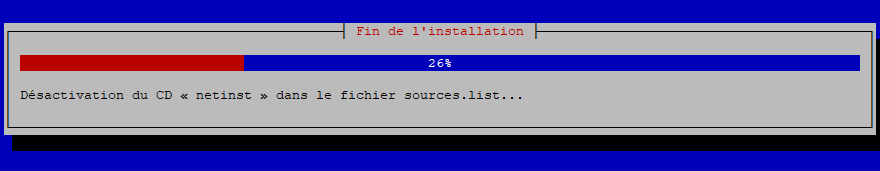 Fin de l'installation
26%
Désactivation du CD « netinst » dans le fichier sources.list...